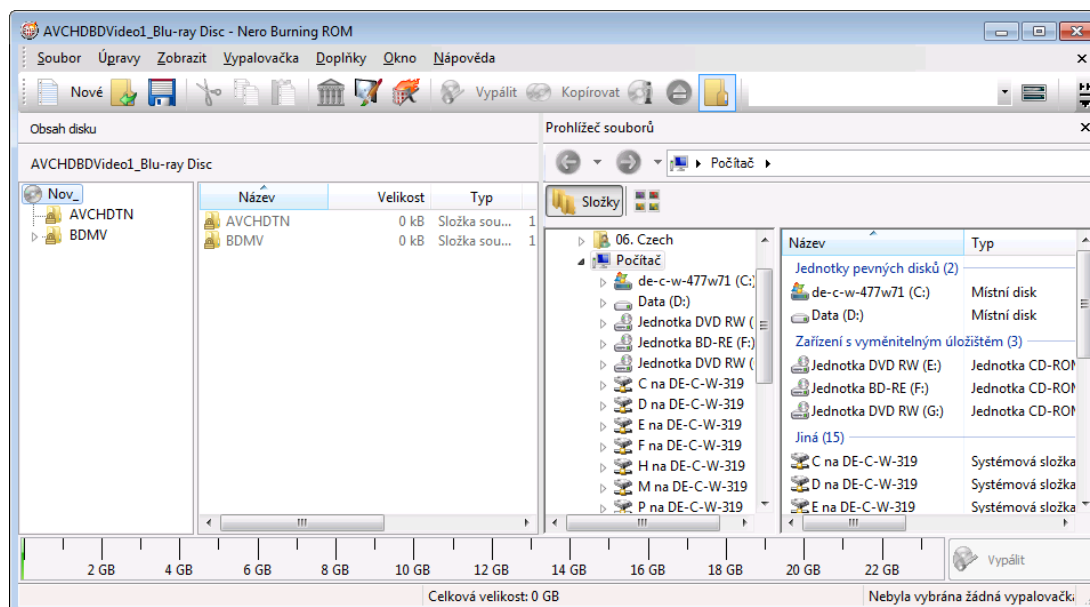 AVCHDBDVideo1_Blu-ray Disc - Nero Burning ROM
Soubor Úpravy Zobrazit Vypalovačka Doplňky Okno Nápověda
Nové Vypálit Kopírovat
Obsah disku
AVCHDBDVideo1_Blu-ray Disc
Nov_
AVCHDTN
BDMV
Název Velikost Typ
AVCHDTN 0 kB Složka sou... 1
BDMV 0 kB Složka sou... 1
Prohlížeč souborů
Počítač
Složky
06. Czech
Počítač
de-c-w-477w71 (C:)
Data (D:)
Jednotka DVD RW (
Jednotka BD-RE (F:)
Jednotka DVD RW (
C na DE-C-W-319
D na DE-C-W-319
E na DE-C-W-319
F na DE-C-W-319
H na DE-C-W-319
M na DE-C-W-319
P na DE-C-W-319
Název Typ
Jednotky pevných disků (2)
de-c-w-477w71 (C:) Místní disk
Data (D:) Místní disk
Zařízení s vyměnitelným úložištěm (3)
Jednotka DVD RW (E:) Jednotka CD-ROM
Jednotka BD-RE (F:) Jednotka CD-ROM
Jednotka DVD RW (G:) Jednotka CD-ROM
Jiná (15)
C na DE-C-W-319 Systémová složka
D na DE-C-W-319 Systémová složka
E na DE-C-W-319 Systémová složka
2 GB 4 GB 6 GB 8 GB 10 GB 12 GB 14 GB 16 GB 18 GB 20 GB 22 GB
Vypálit
Celková velikost: 0 GB
Nebyla vybrána žádná vypalovačka